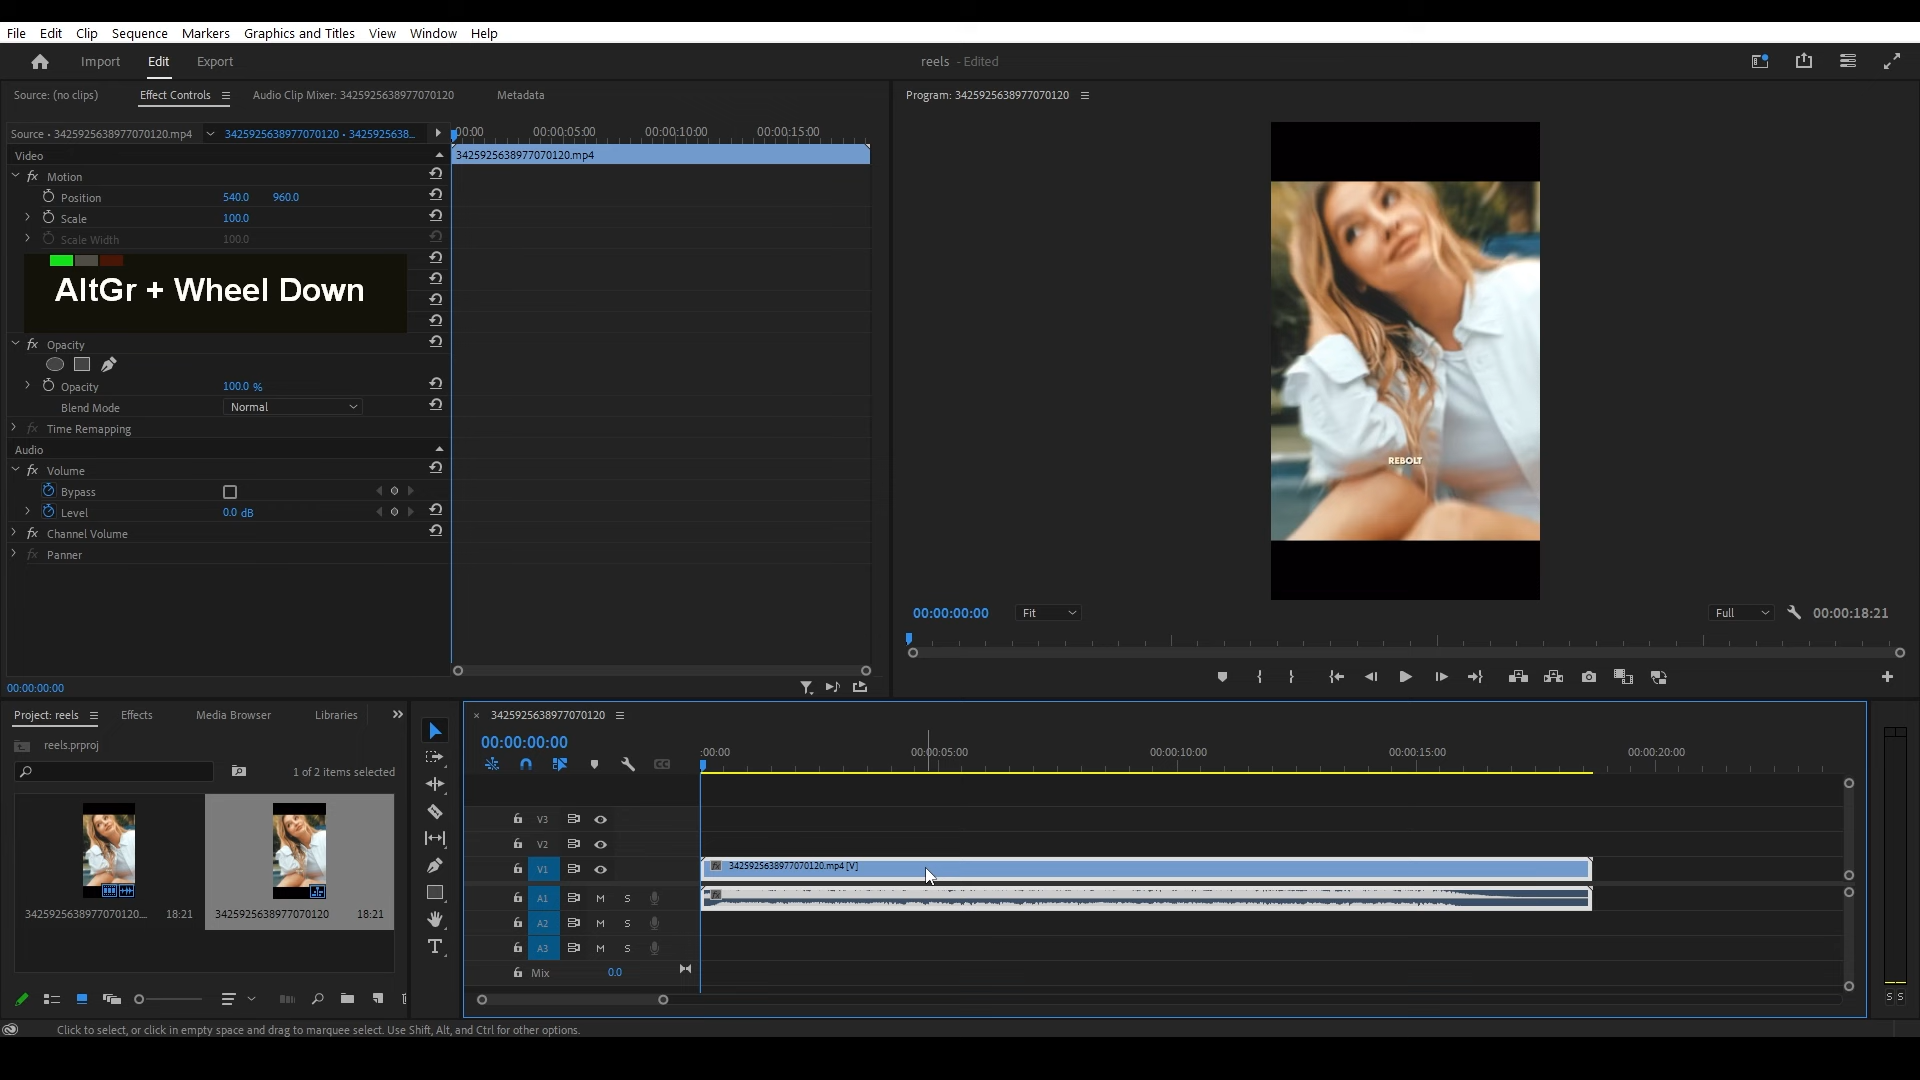 File Edit Clip Sequence Markers Graphics and Titles View Window Help
Import Edit Export
reels - Edited
Source: (no clips) Effect Controls Audio Clip Mixer: 3425925638977070120 Metadata
Program: 3425925638977070120
Source • 3425925638977070120.mp4 3425925638977070120 • 342592563...
:00:00 00:00:05:00 00:00:10:00 00:00:15:00
Video
3425925638977070120.mp4
Motion
Position 540.0 960.0
Scale 100.0
Scale Width 100.0
AltGr + Wheel Down
Opacity
Opacity 100.0 %
Blend Mode Normal
Time Remapping
Audio
Volume
Bypass
Level 0.0 dB
Channel Volume
Panner
00:00:00:00
REBOLT
00:00:00:00 Fit Full 00:00:18:21
Project: reels Effects Media Browser Libraries
reels.prproj
1 of 2 items selected
3425925638977070120... 18:21
3425925638977070120 18:21
3425925638977070120
00:00:00:00
:00:00 00:00:05:00 00:00:10:00 00:00:15:00 00:00:20:00
V3
V2
V1
3425925638977070120.mp4 [V]
A1 M S
A2 M S
A3 M S
Mix 0.0
S S
Click to select, or click in empty space and drag to marquee select. Use Shift, Alt, and Ctrl for other options.